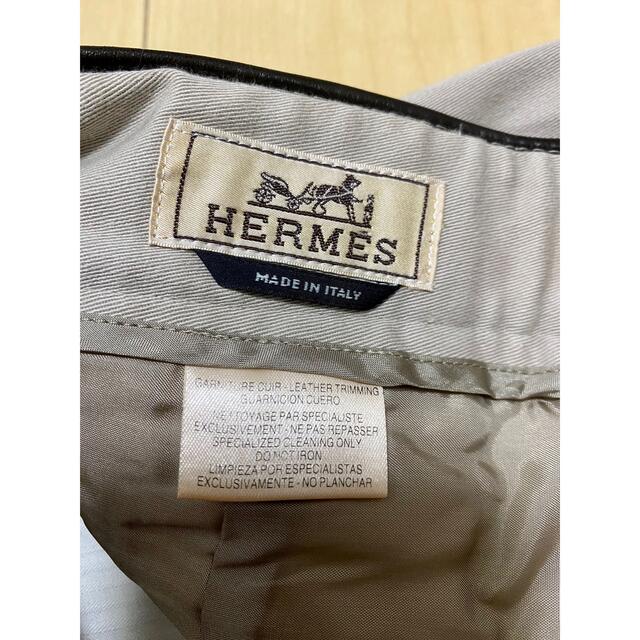 HERMES
MADE IN ITALY
GARNITURE CUIR - LEATHER TRIMMING
GUARNICION CUERO
NETTOYAGE PAR SPECIALISTE
EXCLUSIVEMENT - NE PAS REPASSER
SPECIALIZED CLEANING ONLY
DO NOT IRON
LIMPIEZA POR ESPECIALISTAS
EXCLUSIVAMENTE - NO PLANCHAR